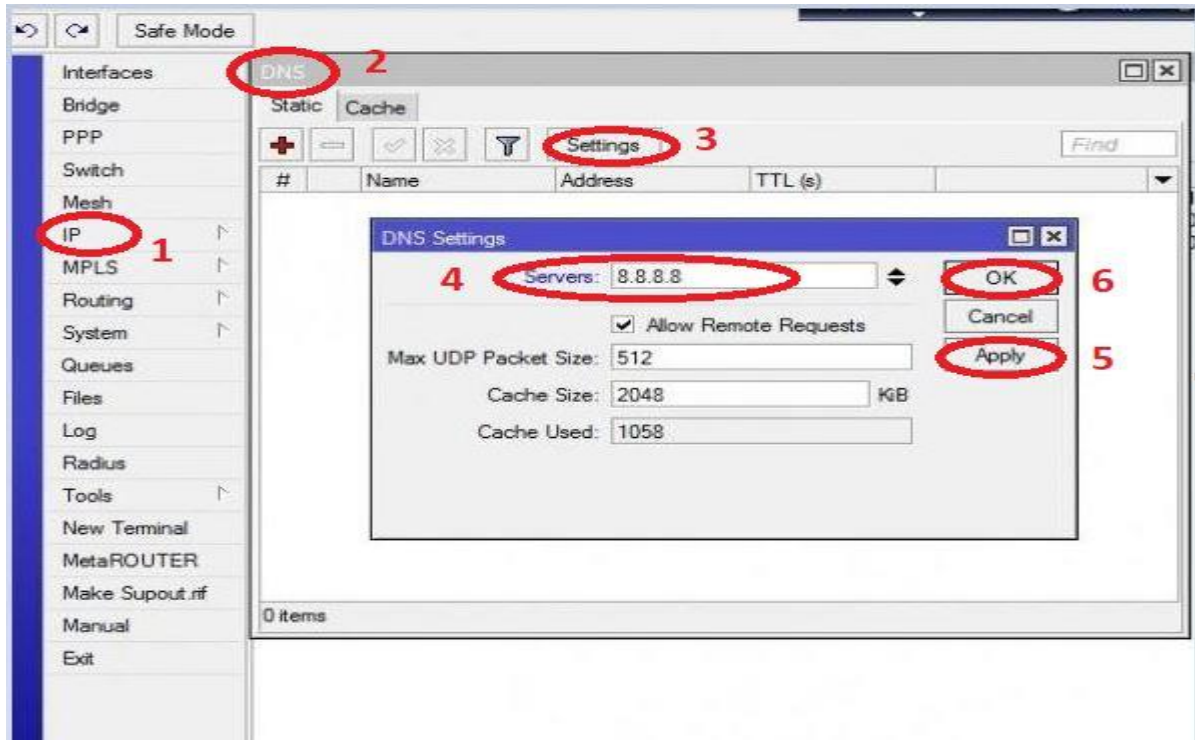 Safe Mode
Interfaces
Bridge
PPP
Switch
Mesh
IP
1
MPLS
Routing
System
Queues
Files
Log
Radius
Tools
New Terminal
MetaROUTER
Make Supout.rif
Manual
Exit
DNS 2
Static Cache
Settings 3 Find
# Name Address TTL (s)
DNS Settings
4 Servers: 8.8.8.8 OK 6
Allow Remote Requests Cancel
Max UDP Packet Size: 512 Apply 5
Cache Size: 2048 KiB
Cache Used: 1058
0 items